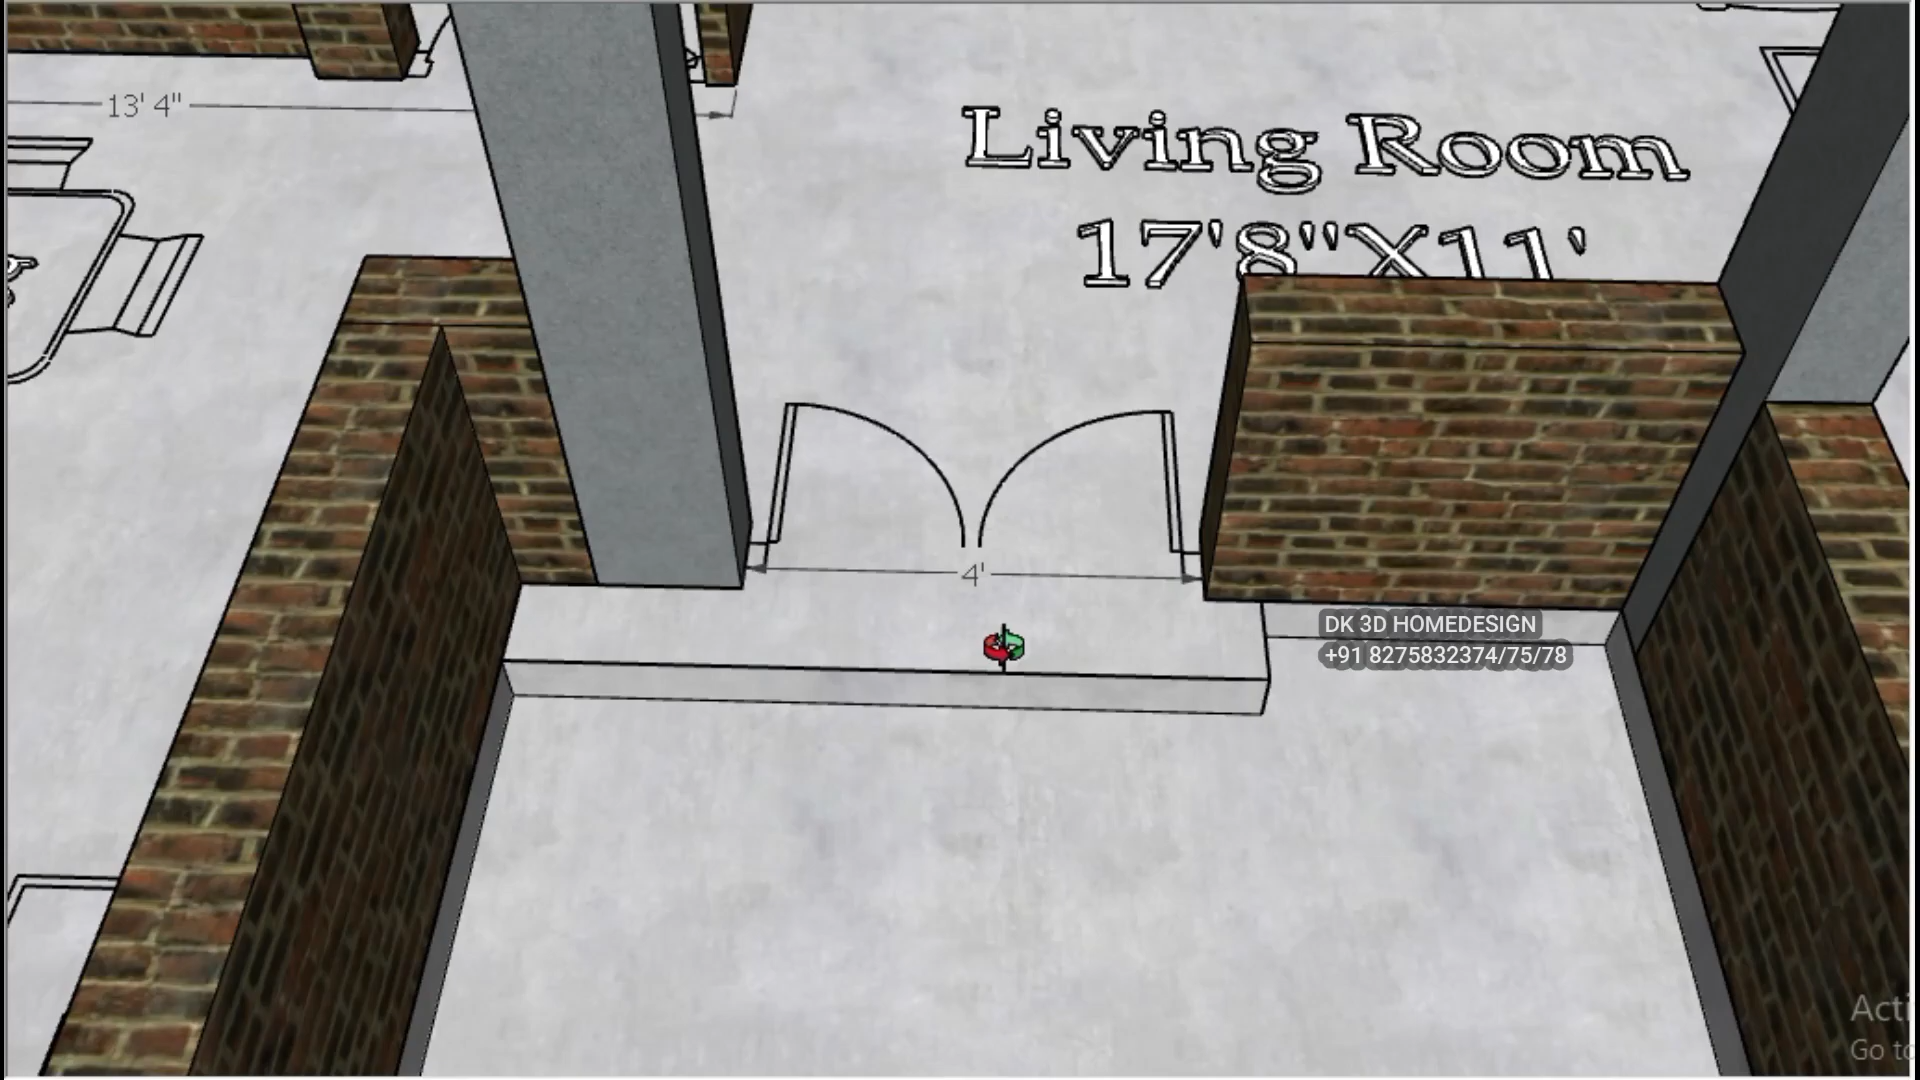 13' 4"
Living Room
17'8"X11'
4'
DK 3D HOMEDESIGN
+91 8275832374/75/78